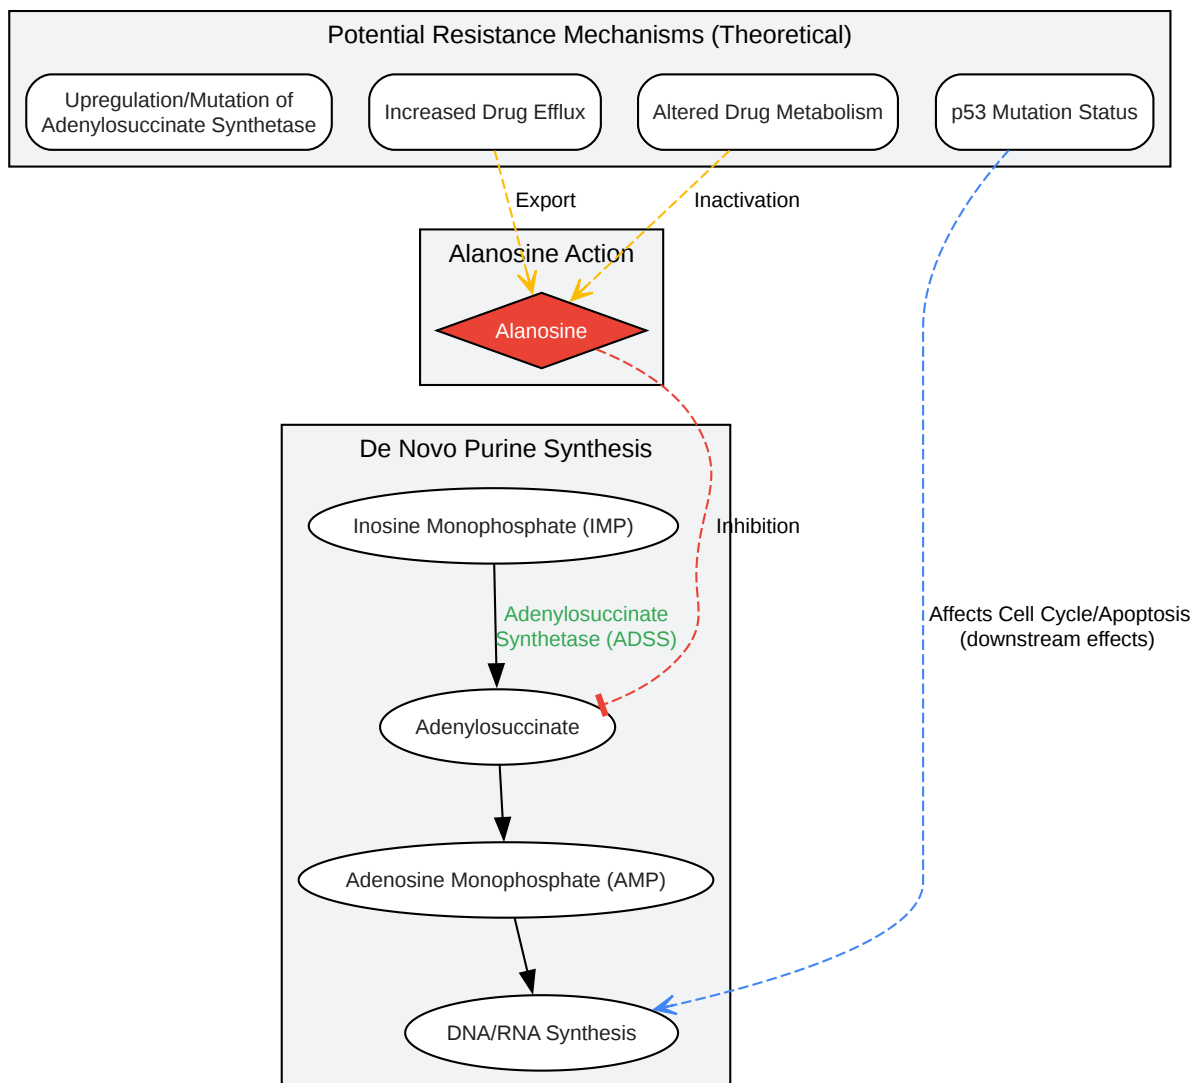 Potential Resistance Mechanisms (Theoretical)
Upregulation/Mutation of
Adenylosuccinate Synthetase
Increased Drug Efflux
Altered Drug Metabolism
p53 Mutation Status
Export
Inactivation
Alanosine Action
Alanosine
De Novo Purine Synthesis
Inosine Monophosphate (IMP)
Inhibition
Adenylosuccinate
Synthetase (ADSS)
Affects Cell Cycle/Apoptosis
(downstream effects)
Adenylosuccinate
Adenosine Monophosphate (AMP)
DNA/RNA Synthesis